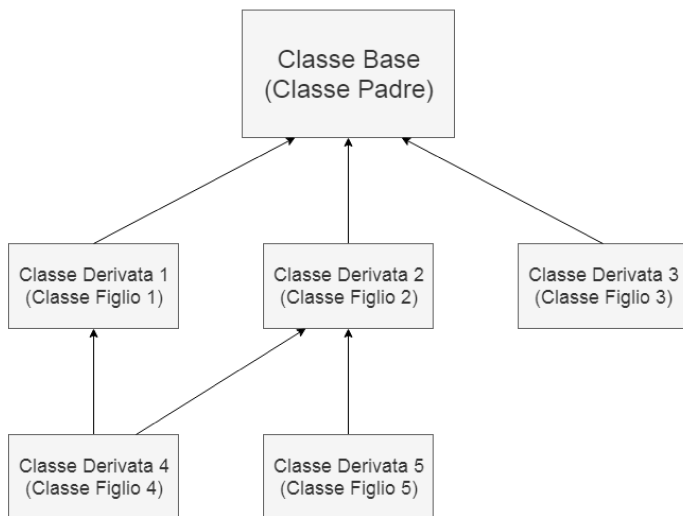 Classe Base
(Classe Padre)
Classe Derivata 1
(Classe Figlio 1)
Classe Derivata 2
(Classe Figlio 2)
Classe Derivata 3
(Classe Figlio 3)
Classe Derivata 4
(Classe Figlio 4)
Classe Derivata 5
(Classe Figlio 5)